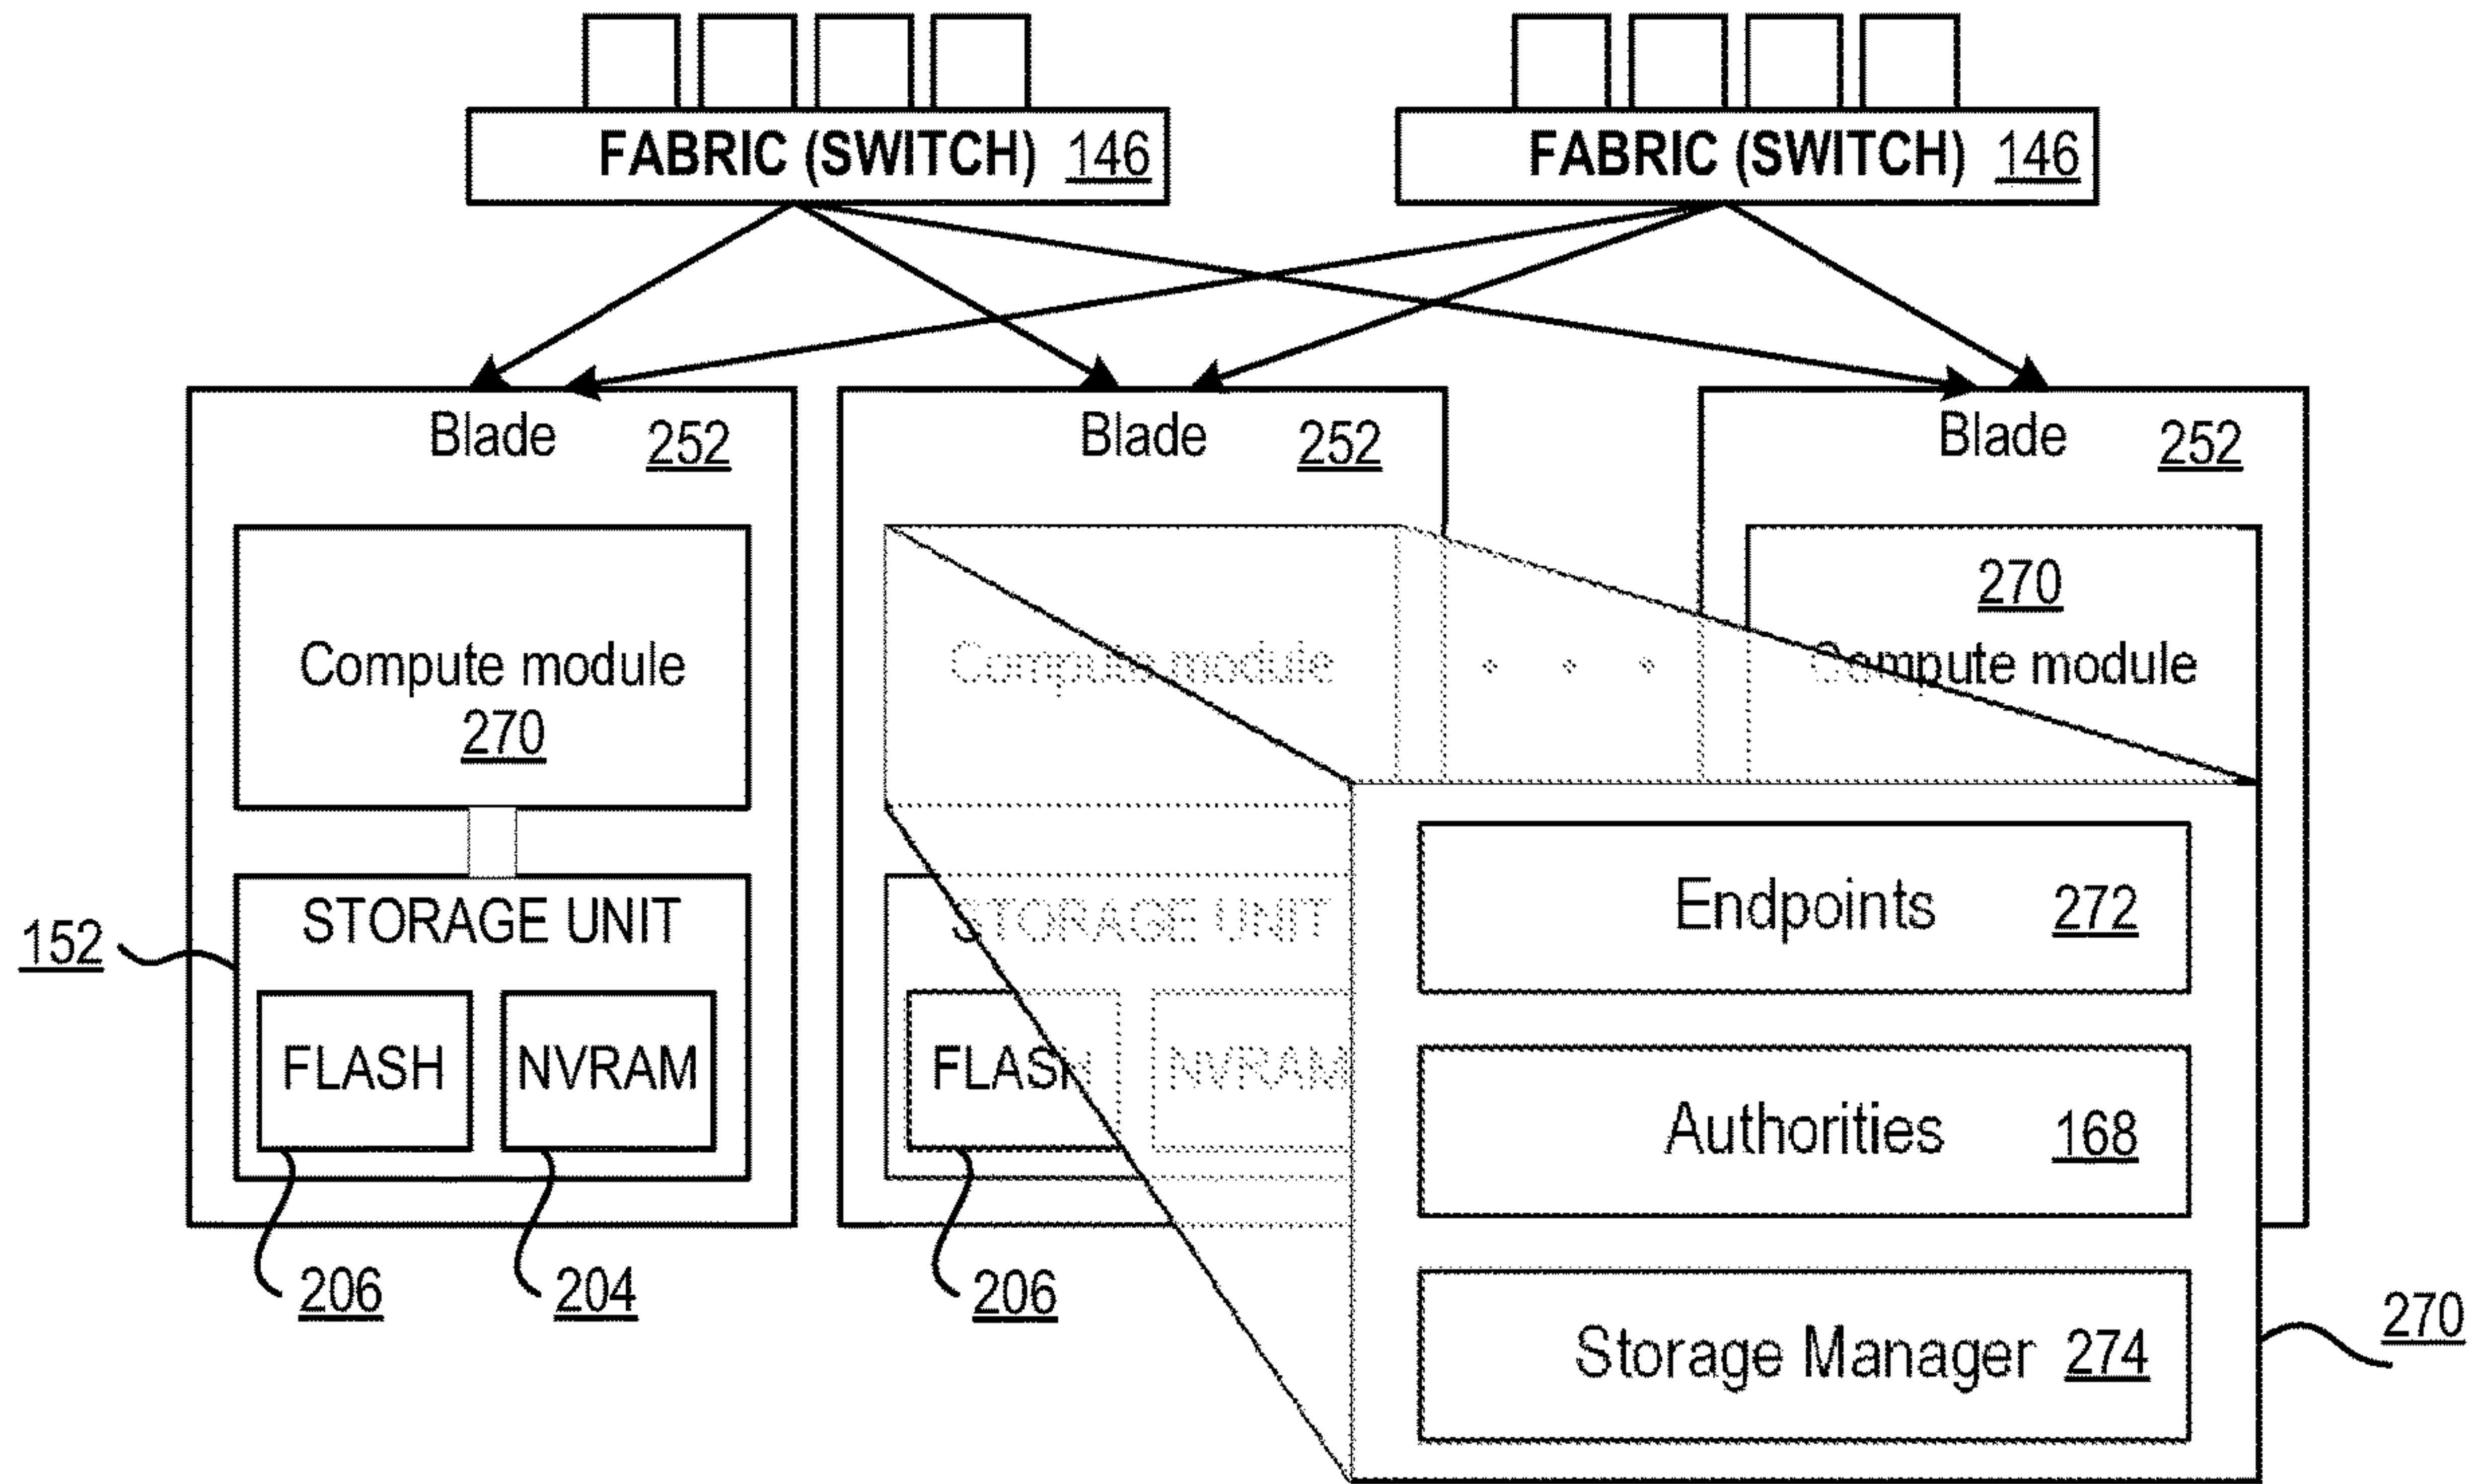 FABRIC (SWITCH) 146
FABRIC (SWITCH) 146
Blade 252
Blade 252
Blade 252
Compute module
270
Compute module
. . .
270
Compute module
152
STORAGE UNIT
FLASH
NVRAM
206
204
STORAGE UNIT
FLASH
NVRAM
206
Endpoints 272
Authorities 168
Storage Manager 274
270